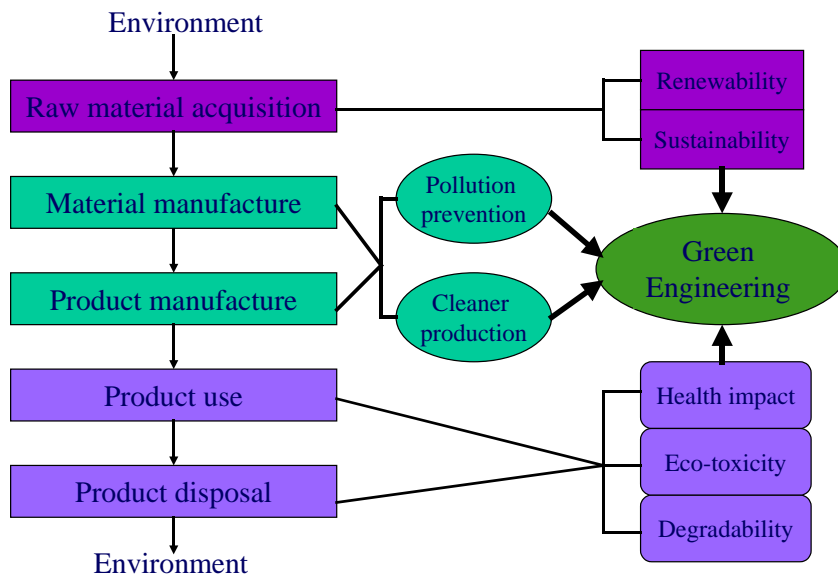 Environment
Raw material acquisition
Renewability
Sustainability
Material manufacture
Pollution
prevention
Green
Engineering
Product manufacture
Cleaner
production
Product use
Health impact
Eco-toxicity
Product disposal
Degradability
Environment